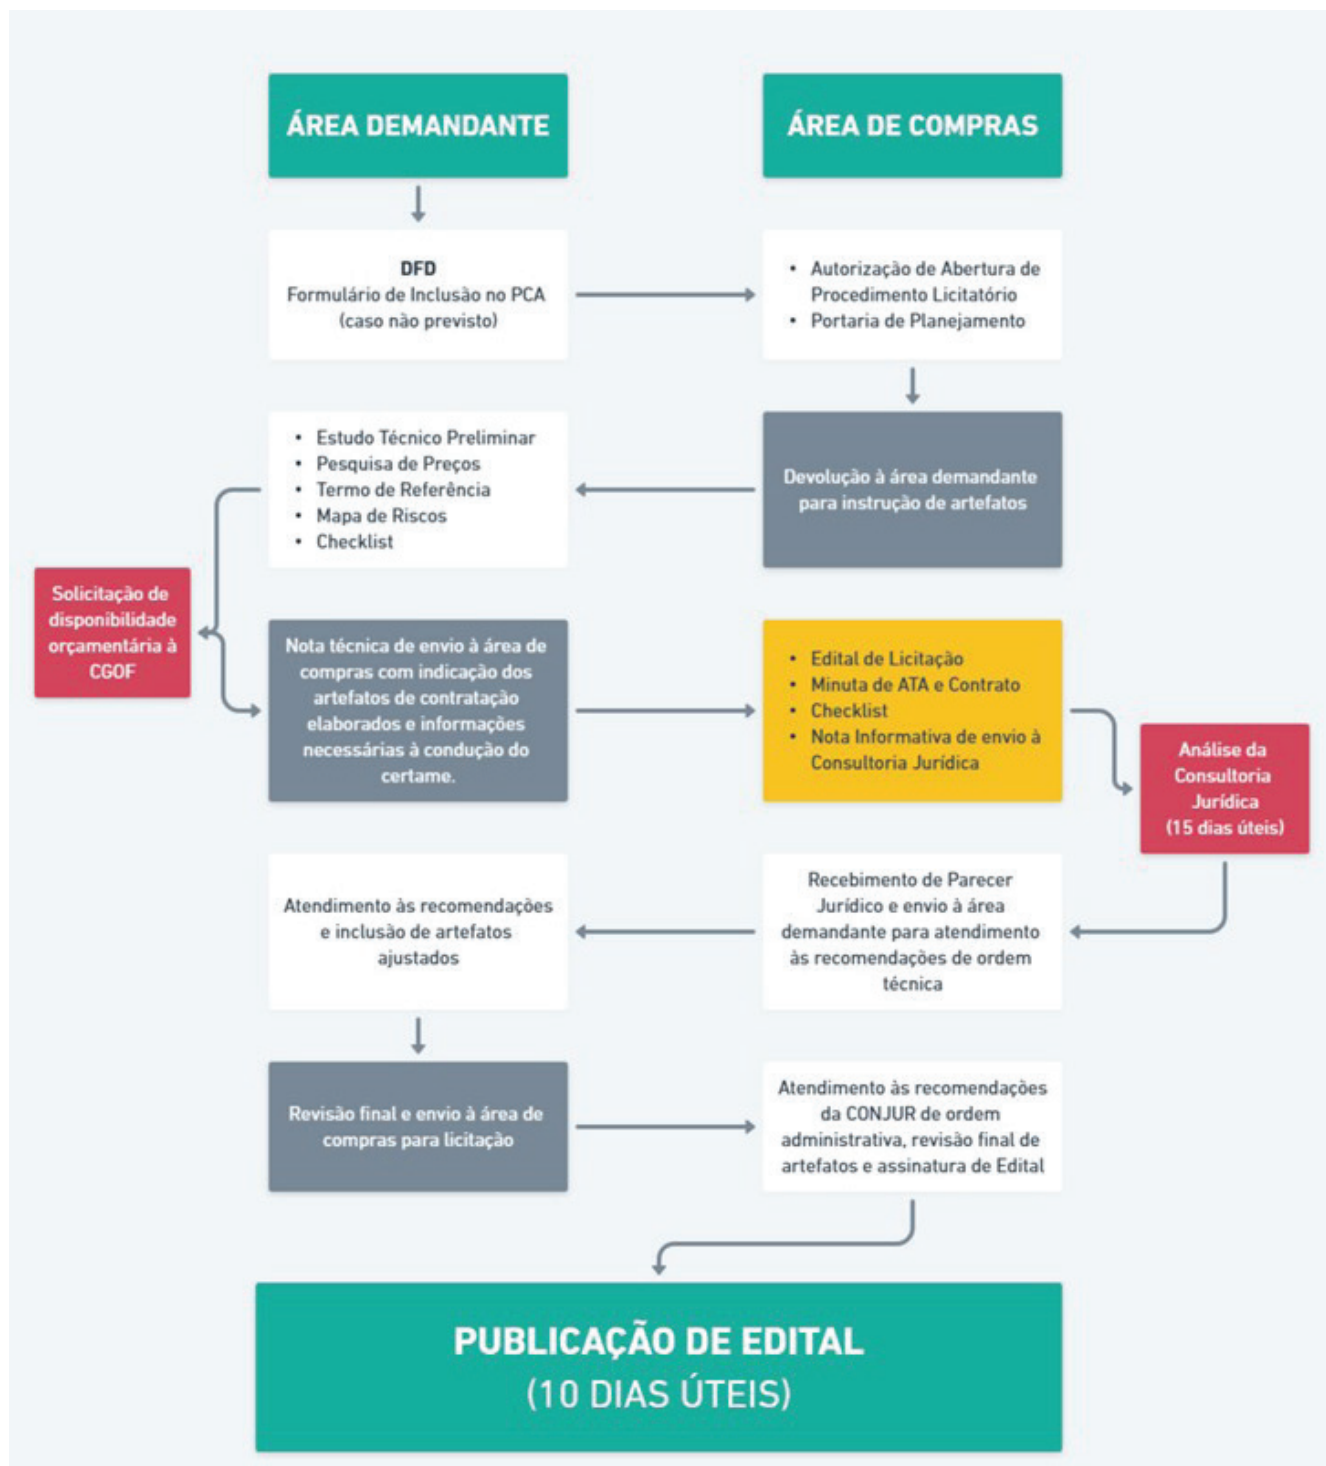 ÁREA DEMANDANTE
ÁREA DE COMPRAS
DFD
Formulário de Inclusão no PCA
(caso não previsto)
• Autorização de Abertura de
Procedimento Licitatório
• Portaria de Planejamento
Devolução à área demandante
para instrução de artefatos
• Estudo Técnico Preliminar
• Pesquisa de Preços
• Termo de Referência
• Mapa de Riscos
• Checklist
Solicitação de
disponibilidade
orçamentária à
CGOF
Nota técnica de envio à área de
compras com indicação dos
artefatos de contratação
elaborados e informações
necessárias à condução do
certame.
• Edital de Licitação
• Minuta de ATA e Contrato
• Checklist
• Nota Informativa de envio à
Consultoria Jurídica
Análise da
Consultoria
Jurídica
(15 dias úteis)
Recebimento de Parecer
Jurídico e envio à área
demandante para atendimento
às recomendações de ordem
técnica
Atendimento às recomendações
e inclusão de artefatos
ajustados
Revisão final e envio à área de
compras para licitação
Atendimento às recomendações
da CONJUR de ordem
administrativa, revisão final de
artefatos e assinatura de Edital
PUBLICAÇÃO DE EDITAL
(10 DIAS ÚTEIS)